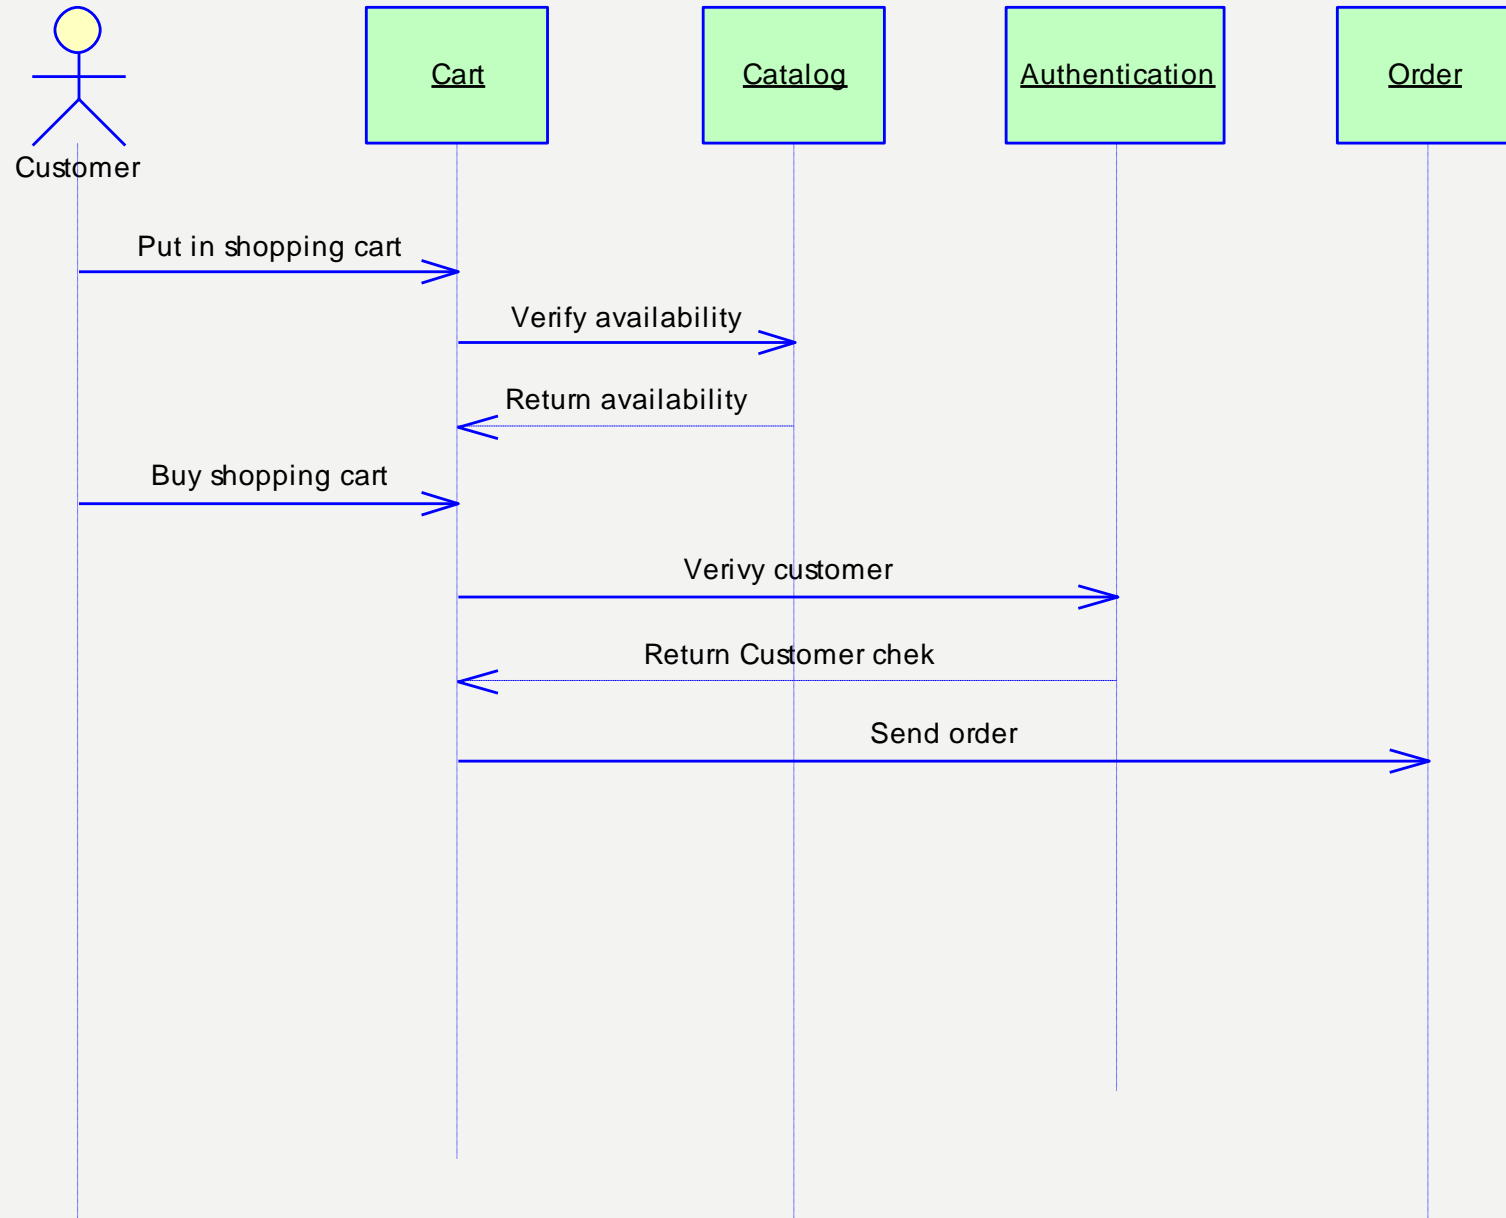 Cart
Catalog
Authentication
Order
Customer
Put in shopping cart
Verify availability
Return availability
Buy shopping cart
Verivy customer
Return Customer chek
Send order